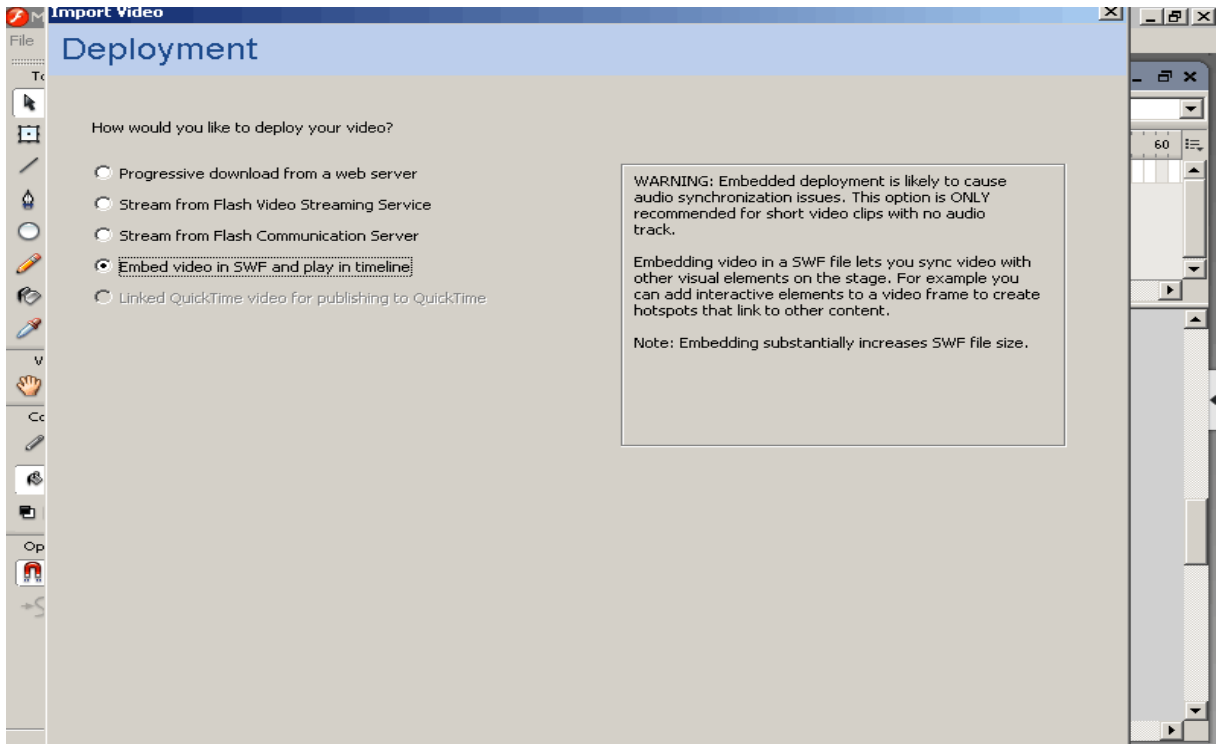 Import Video
File
Deployment
How would you like to deploy your video?
60
Progressive download from a web server
Stream from Flash Video Streaming Service
Stream from Flash Communication Server
Embed video in SWF and play in timeline
Linked QuickTime video for publishing to QuickTime
WARNING: Embedded deployment is likely to cause
audio synchronization issues. This option is ONLY
recommended for short video clips with no audio
track.
Embedding video in a SWF file lets you sync video with
other visual elements on the stage. For example you
can add interactive elements to a video frame to create
hotspots that link to other content.
Note: Embedding substantially increases SWF file size.